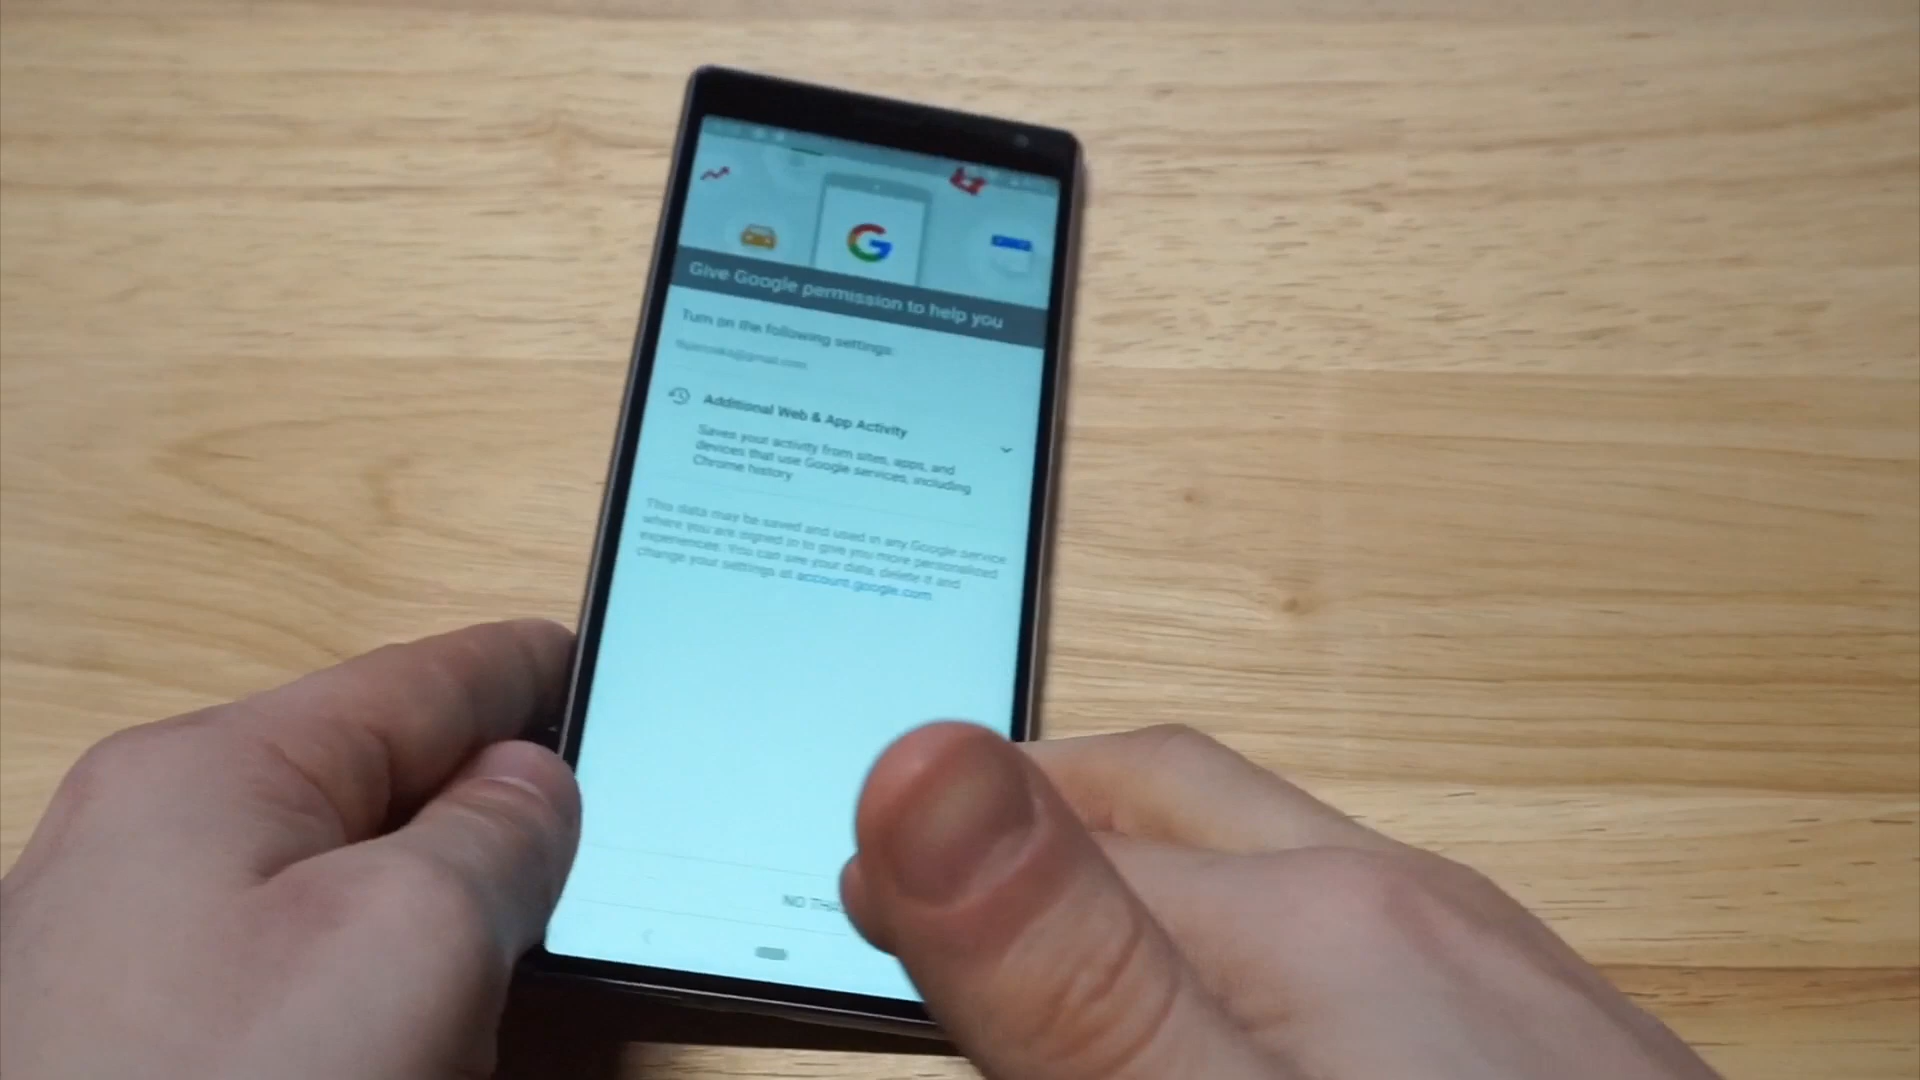 Give Google permission to help you
Turn on the following settings:
Additional Web & App Activity
Saves your activity from sites, apps, and
devices that use Google services, including
Chrome history
This data may be saved and used in any Google service
where you are signed in to give you more personalized
experiences. You can see your data, delete it and
change your settings at account.google.com
NO